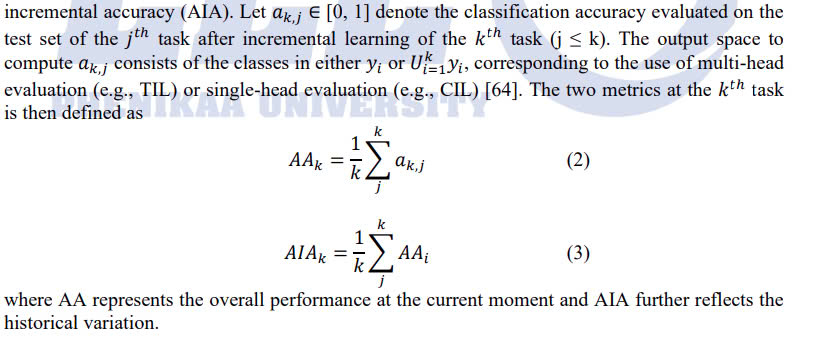 incremental accuracy (AIA). Let a_{k,j} ∈ [0, 1] denote the classification accuracy evaluated on the
test set of the j^{th} task after incremental learning of the k^{th} task (j ≤ k). The output space to
compute a_{k,j} consists of the classes in either y_i or U_{i=1}^k y_i, corresponding to the use of multi-head
evaluation (e.g., TIL) or single-head evaluation (e.g., CIL) [64]. The two metrics at the k^{th} task
is then defined as
AA_k = \frac{1}{k} \sum_j^k a_{k,j} (2)
AIA_k = \frac{1}{k} \sum_j^k AA_i (3)
where AA represents the overall performance at the current moment and AIA further reflects the
historical variation.